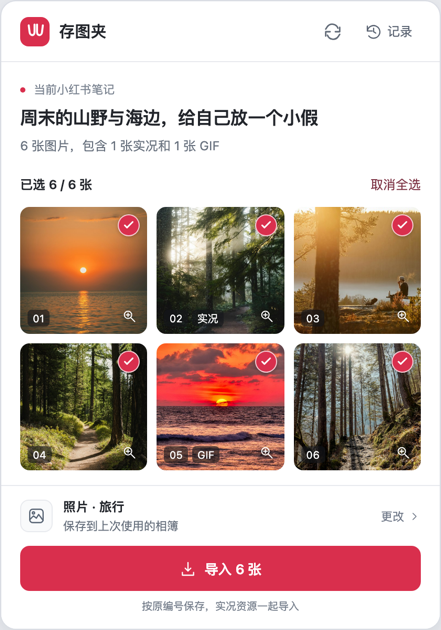 存图夹
记录
当前小红书笔记
周末的山野与海边，给自己放一个小假
6 张图片，包含 1 张实况和 1 张 GIF
已选 6 / 6 张
取消全选
01
02 实况
03
04
05 GIF
06
照片 · 旅行
保存到上次使用的相簿
更改
导入 6 张
按原编号保存，实况资源一起导入